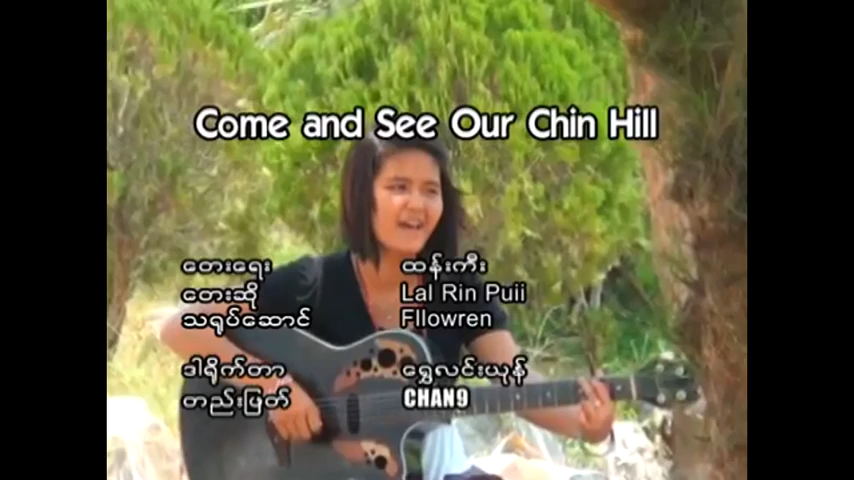 Come and See Our Chin Hill
တေးရေး ထန်းကီး
တေးဆို Lal Rin Puii
သရုပ်ဆောင် Fllowren
ဒါရိုက်တာ ရွှေလင်းယုန်
တည်းဖြတ် CHAN9